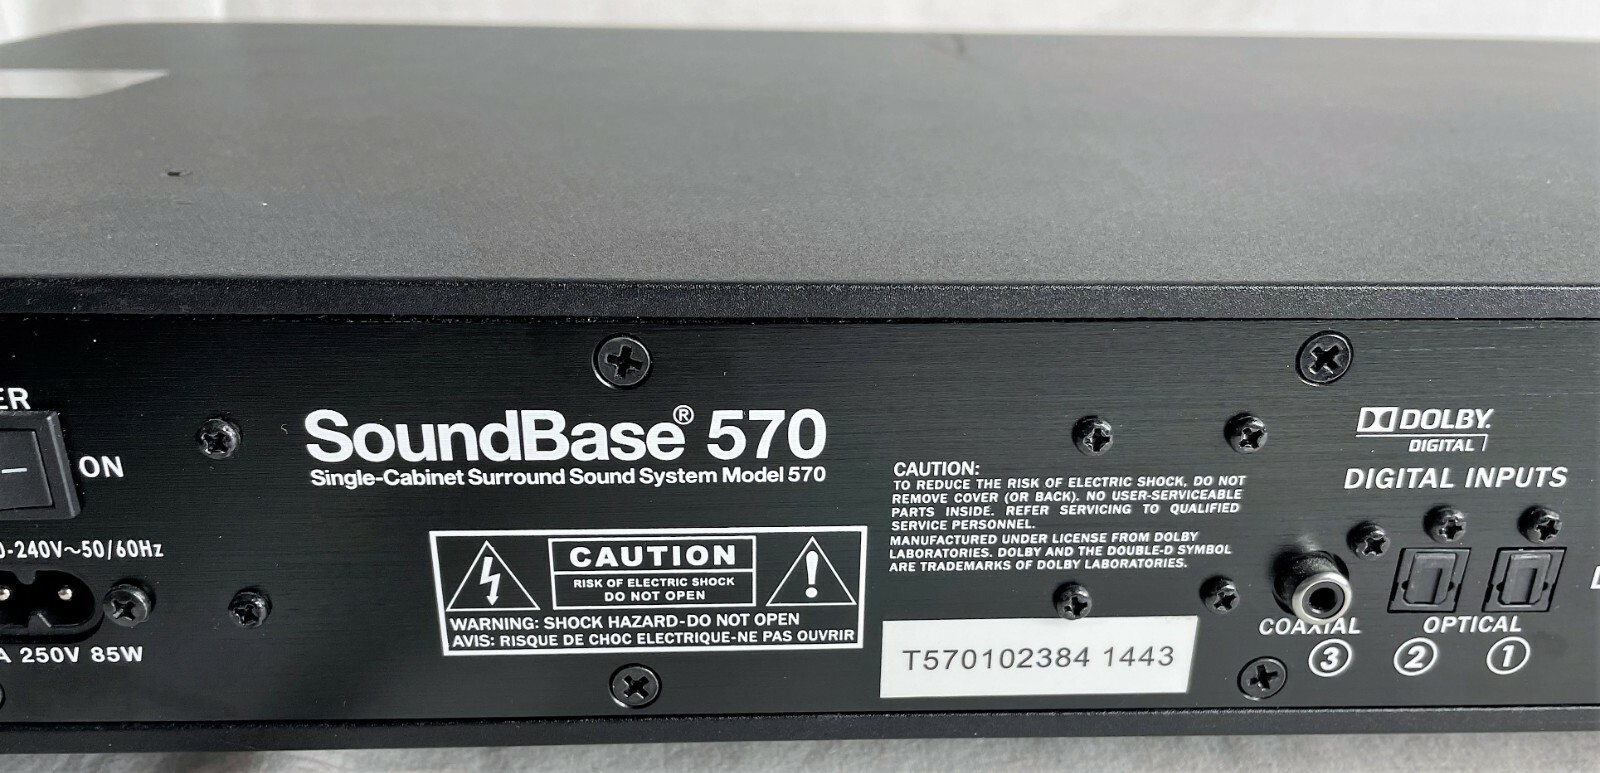 ER
ON
0-240V~50/60Hz
A 250V 85W
SoundBase® 570
Single-Cabinet Surround Sound System Model 570
CAUTION
RISK OF ELECTRIC SHOCK
DO NOT OPEN
WARNING: SHOCK HAZARD-DO NOT OPEN
AVIS: RISQUE DE CHOC ELECTRIQUE-NE PAS OUVRIR
CAUTION:
TO REDUCE THE RISK OF ELECTRIC SHOCK, DO NOT
REMOVE COVER (OR BACK). NO USER-SERVICEABLE
PARTS INSIDE. REFER SERVICING TO QUALIFIED
SERVICE PERSONNEL.
MANUFACTURED UNDER LICENSE FROM DOLBY
LABORATORIES. DOLBY AND THE DOUBLE-D SYMBOL
ARE TRADEMARKS OF DOLBY LABORATORIES.
T570102384 1443
DOLBY.
DIGITAL
DIGITAL INPUTS
COAXIAL OPTICAL
3 2 1